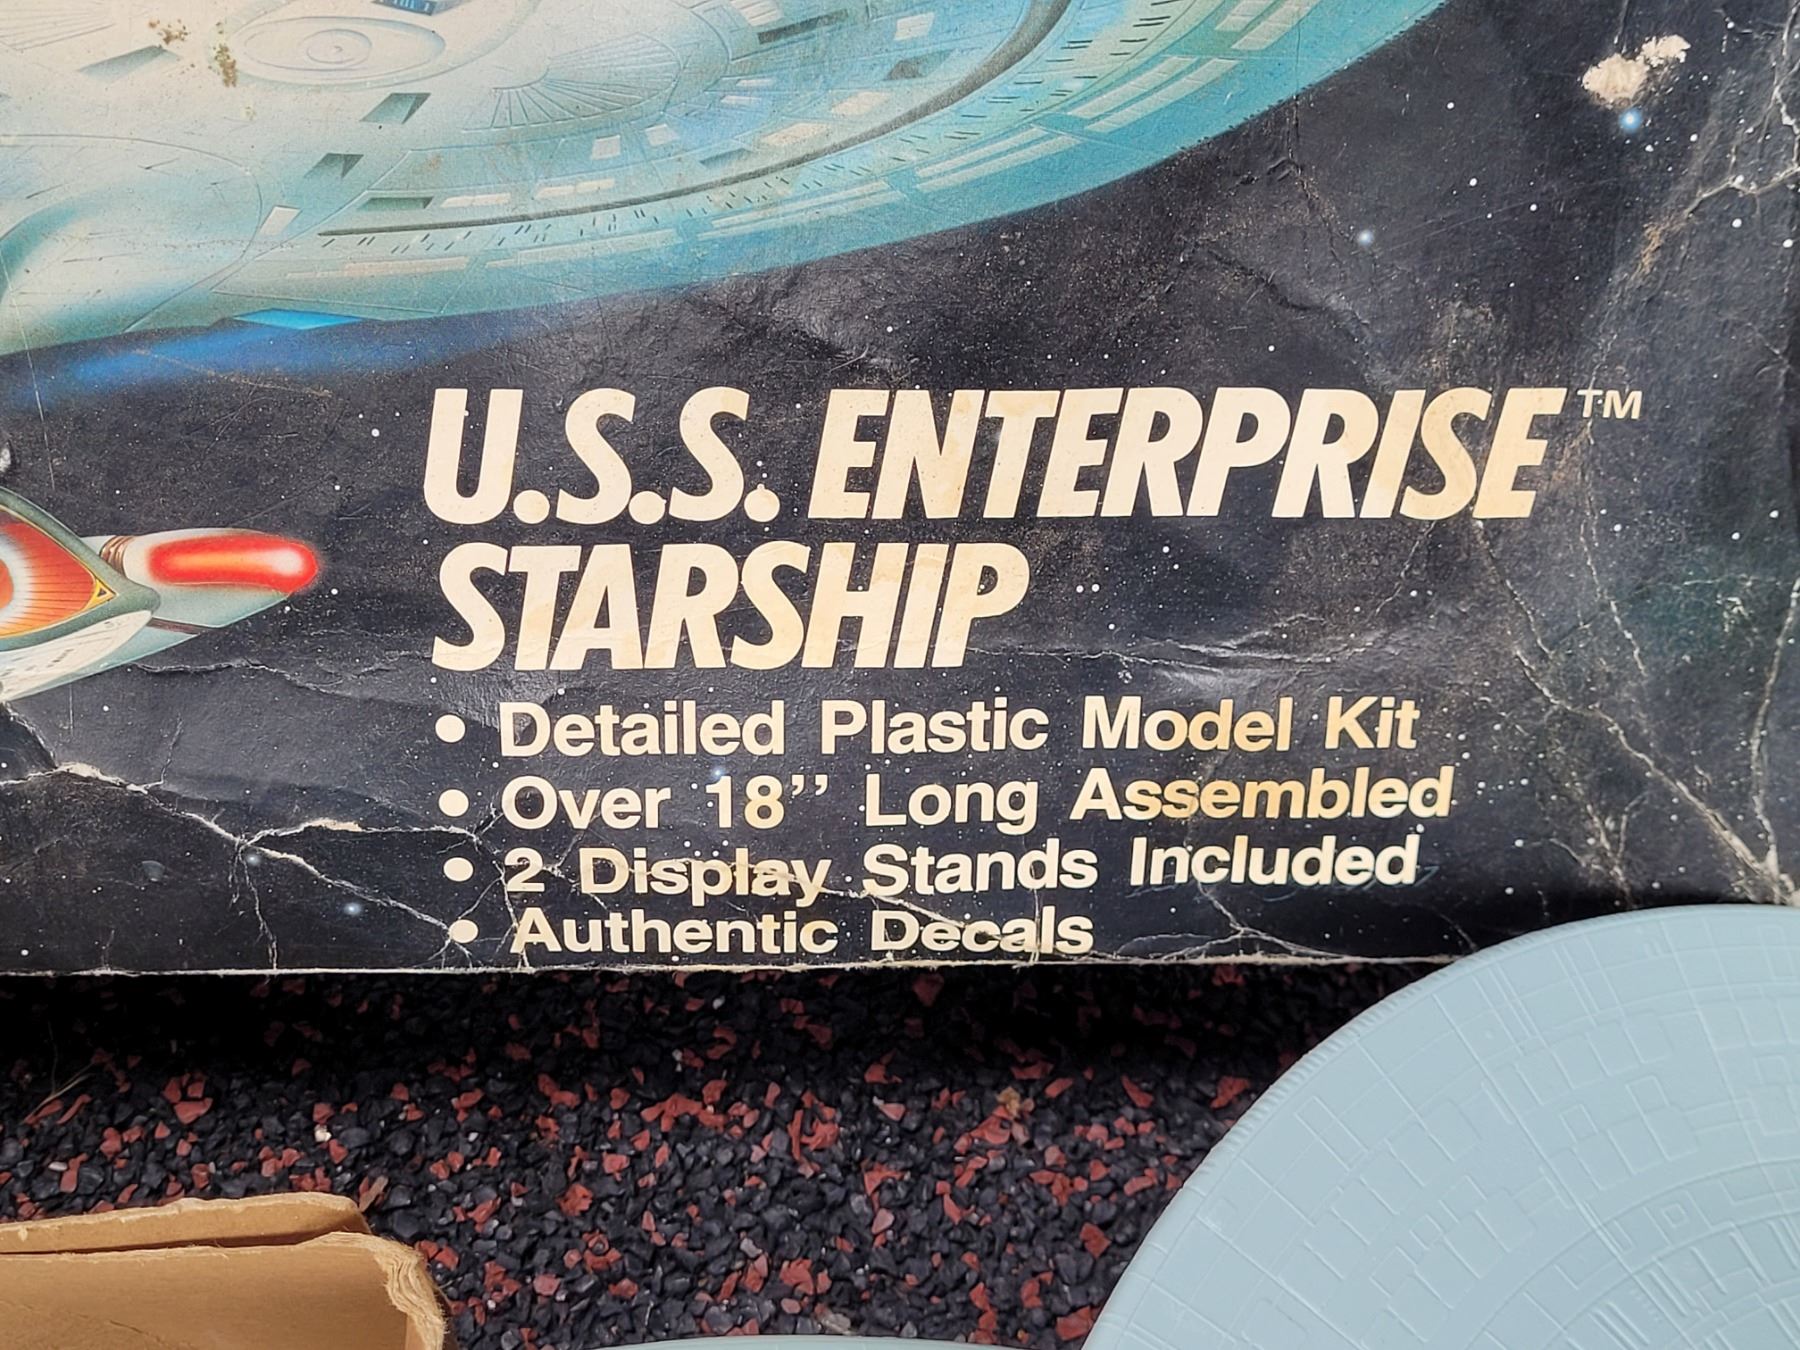 U.S.S. ENTERPRISE™
STARSHIP
• Detailed Plastic Model Kit
• Over 18” Long Assembled
• 2 Display Stands Included
• Authentic Decals